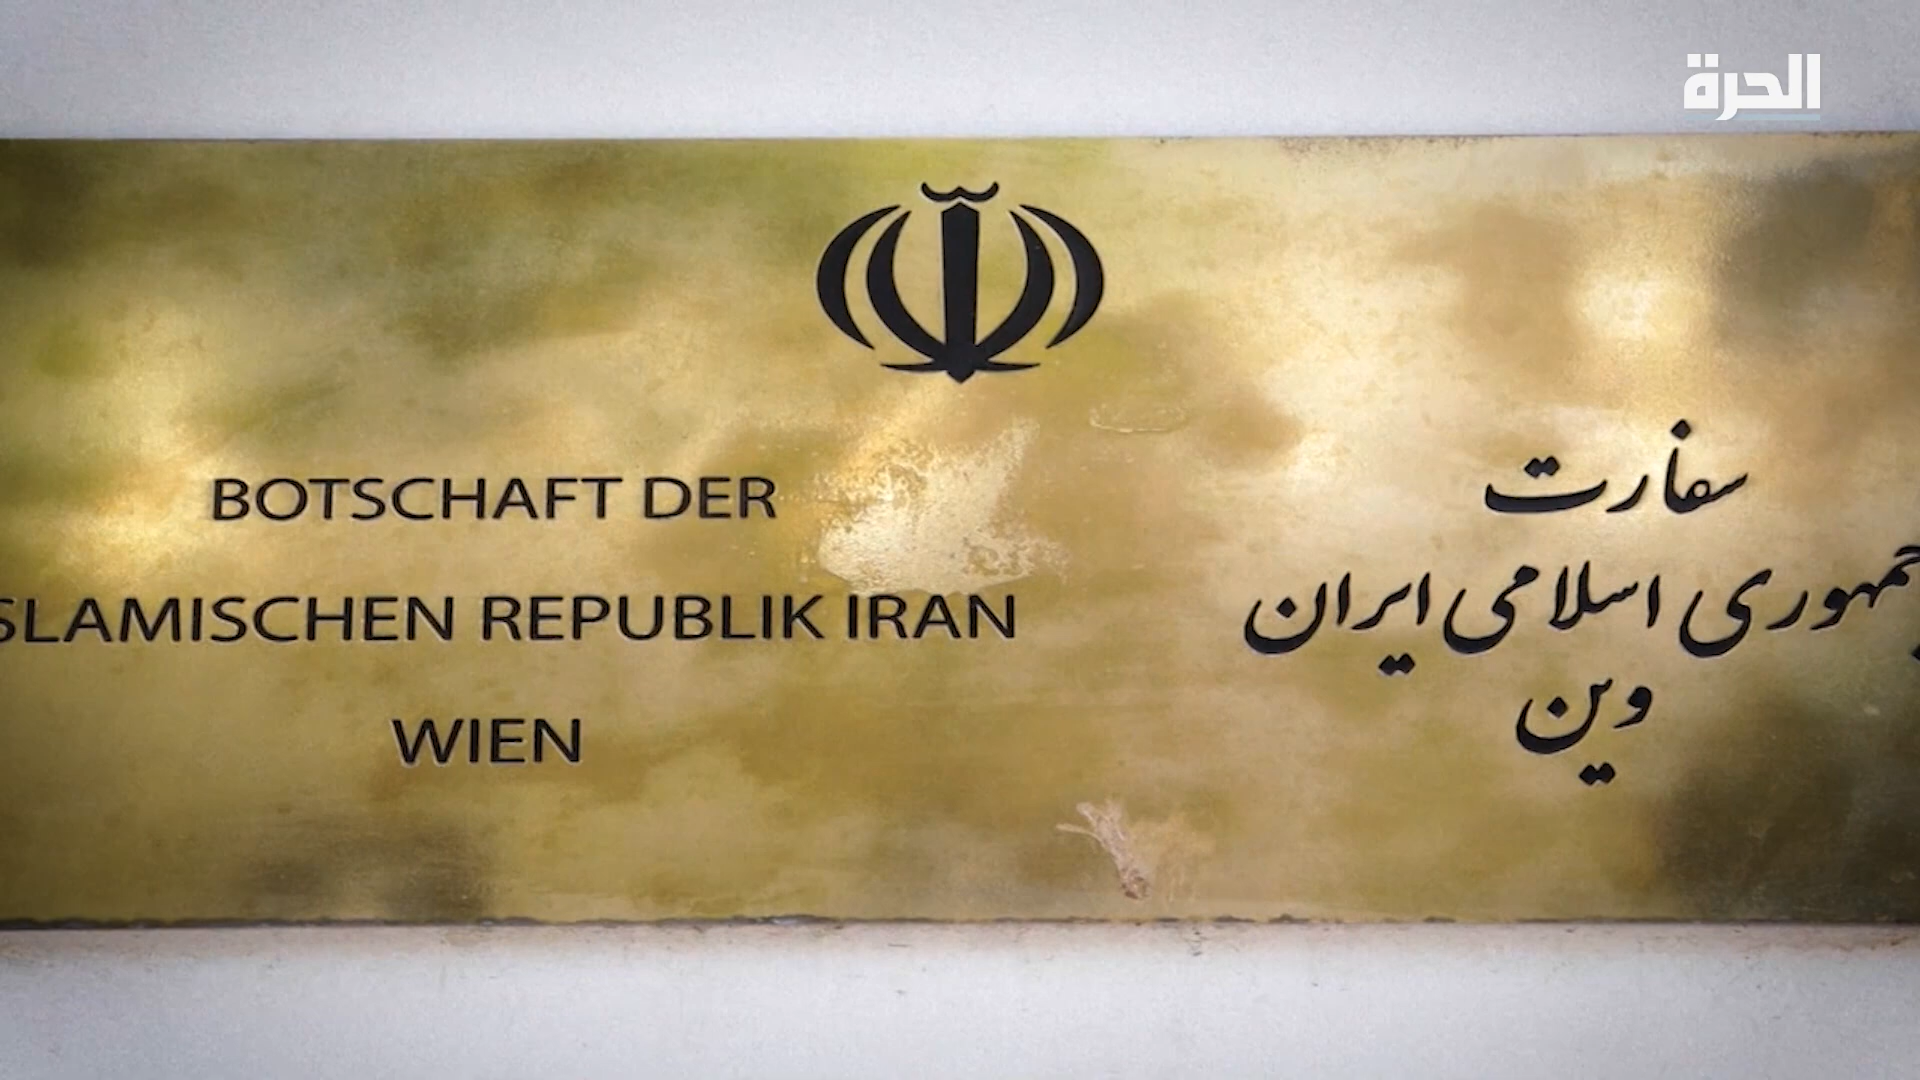 الحرة
BOTSCHAFT DER
SLAMISCHEN REPUBLIK IRAN
WIEN
سفارت
جمهوری اسلامی ایران
وین